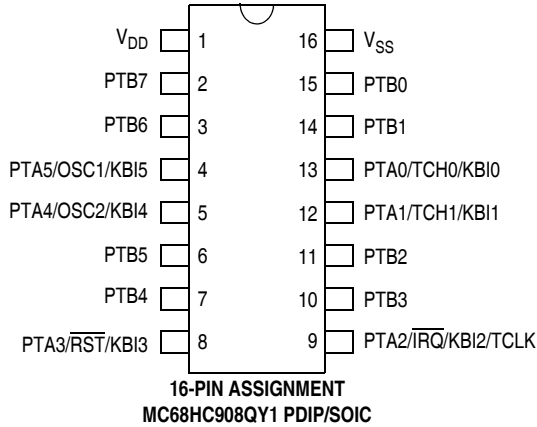 V_DD 1 16 V_SS
PTB7 2 15 PTB0
PTB6 3 14 PTB1
PTA5/OSC1/KBI5 4 13 PTA0/TCH0/KBI0
PTA4/OSC2/KBI4 5 12 PTA1/TCH1/KBI1
PTB5 6 11 PTB2
PTB4 7 10 PTB3
PTA3/R̅S̅T̅/KBI3 8 9 PTA2/I̅R̅Q̅/KBI2/TCLK
16-PIN ASSIGNMENT
MC68HC908QY1 PDIP/SOIC